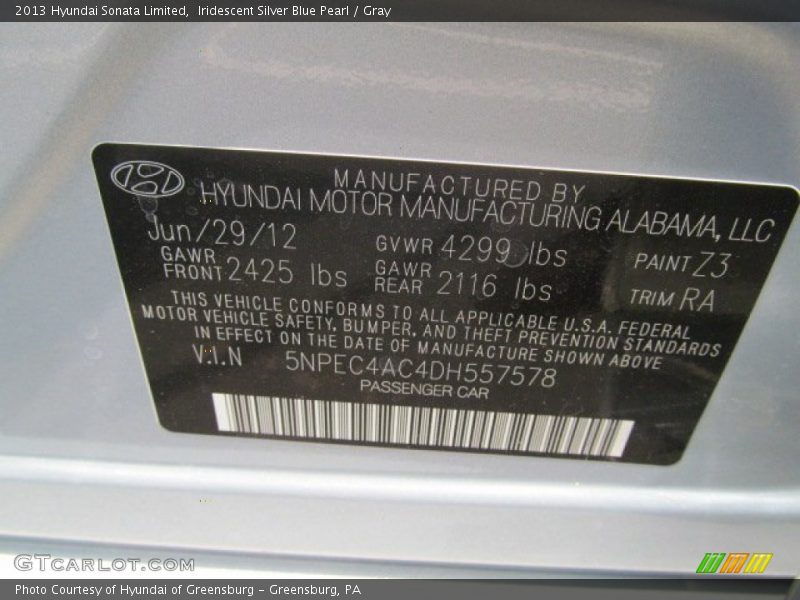 2013 Hyundai Sonata Limited, Iridescent Silver Blue Pearl / Gray
MANUFACTURED BY
HYUNDAI MOTOR MANUFACTURING ALABAMA, LLC
Jun/29/12 GVWR 4299 lbs PAINT Z3
GAWR FRONT 2425 lbs GAWR REAR 2116 lbs TRIM RA
THIS VEHICLE CONFORMS TO ALL APPLICABLE U.S.A. FEDERAL
MOTOR VEHICLE SAFETY, BUMPER, AND THEFT PREVENTION STANDARDS
IN EFFECT ON THE DATE OF MANUFACTURE SHOWN ABOVE
V.I.N 5NPEC4AC4DH557578
PASSENGER CAR
GTCARLOT.COM
Photo Courtesy of Hyundai of Greensburg – Greensburg, PA